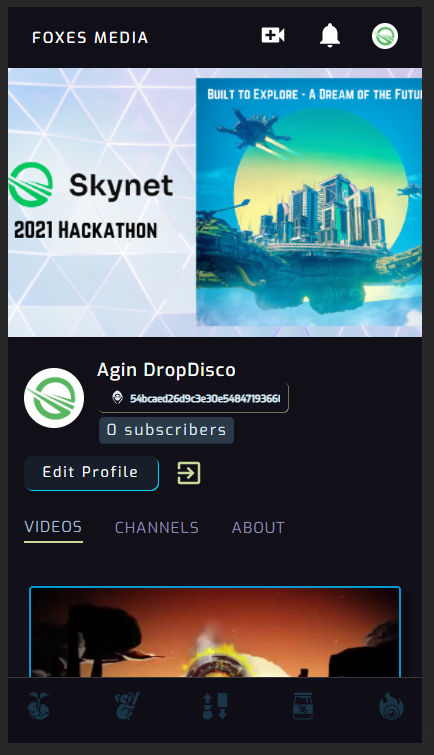 FOXES MEDIA
BUILT TO EXPLORE - A DREAM OF THE FUTU
Skynet
2021 HACKATHON
Agin DropDisco
54bcaed26d9c3e30e5484719366
0 subscribers
Edit Profile
VIDEOS CHANNELS ABOUT